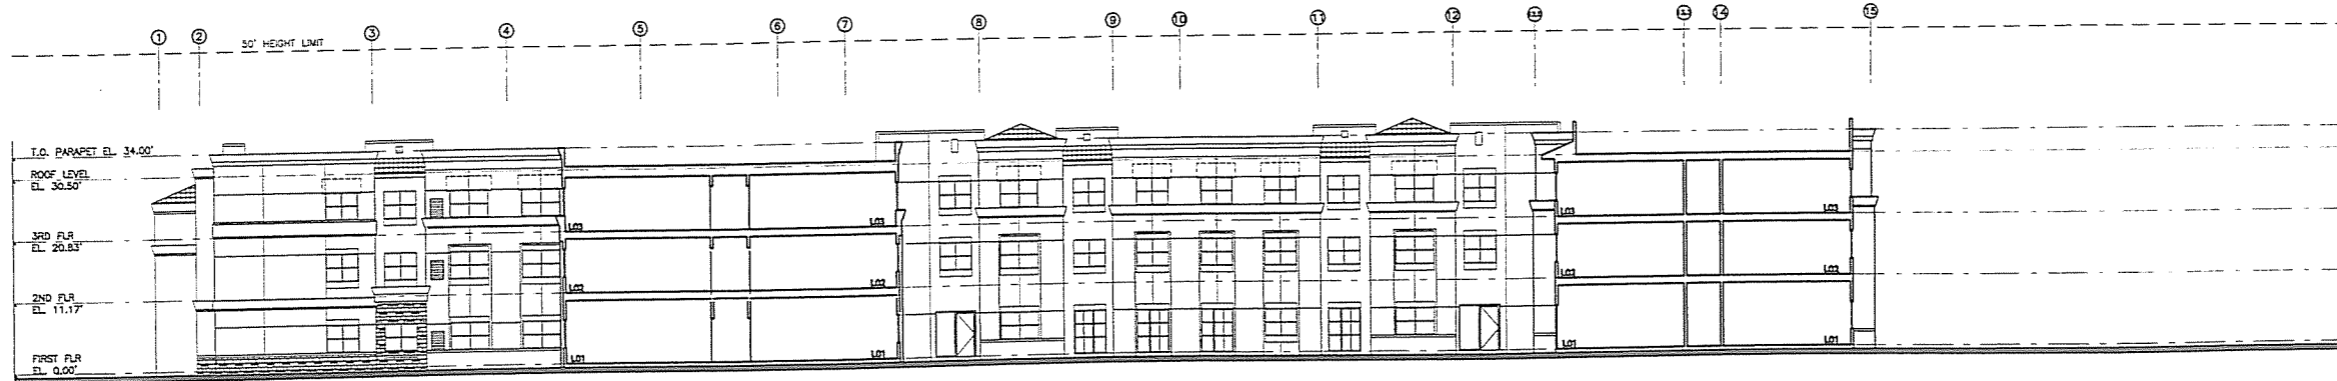 1 2 3 4 5 6 7 8 9 10 11 12 13 14 15
50' HEIGHT LIMIT
T.O. PARAPET EL. 34.00'
ROOF LEVEL
EL. 30.50'
3RD FLR
EL. 20.83'
2ND FLR
EL. 11.17'
FIRST FLR
EL. 0.00'
L03 L03 L03 L03
L02 L02 L02 L02
L01 L01 L01 L01